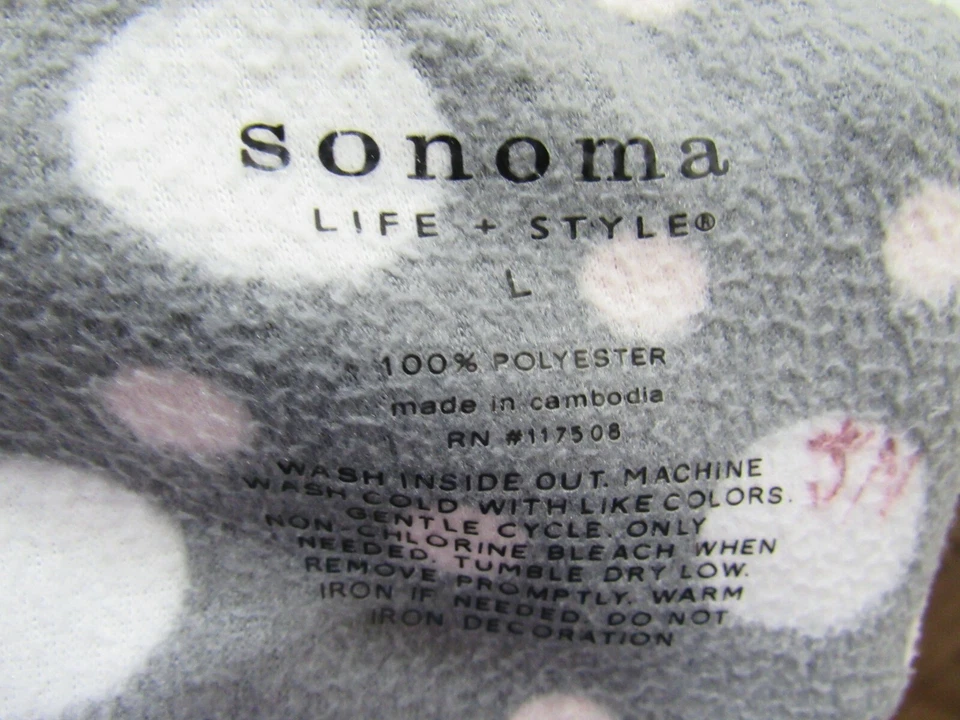 sonoma
LIFE + STYLE®
L
100% POLYESTER
made in cambodia
RN #117508
WASH INSIDE OUT. MACHINE
WASH COLD WITH LIKE COLORS.
GENTLE CYCLE. ONLY
NON-CHLORINE BLEACH WHEN
NEEDED. TUMBLE DRY LOW.
REMOVE PROMPTLY. WARM
IRON IF NEEDED. DO NOT
IRON DECORATION